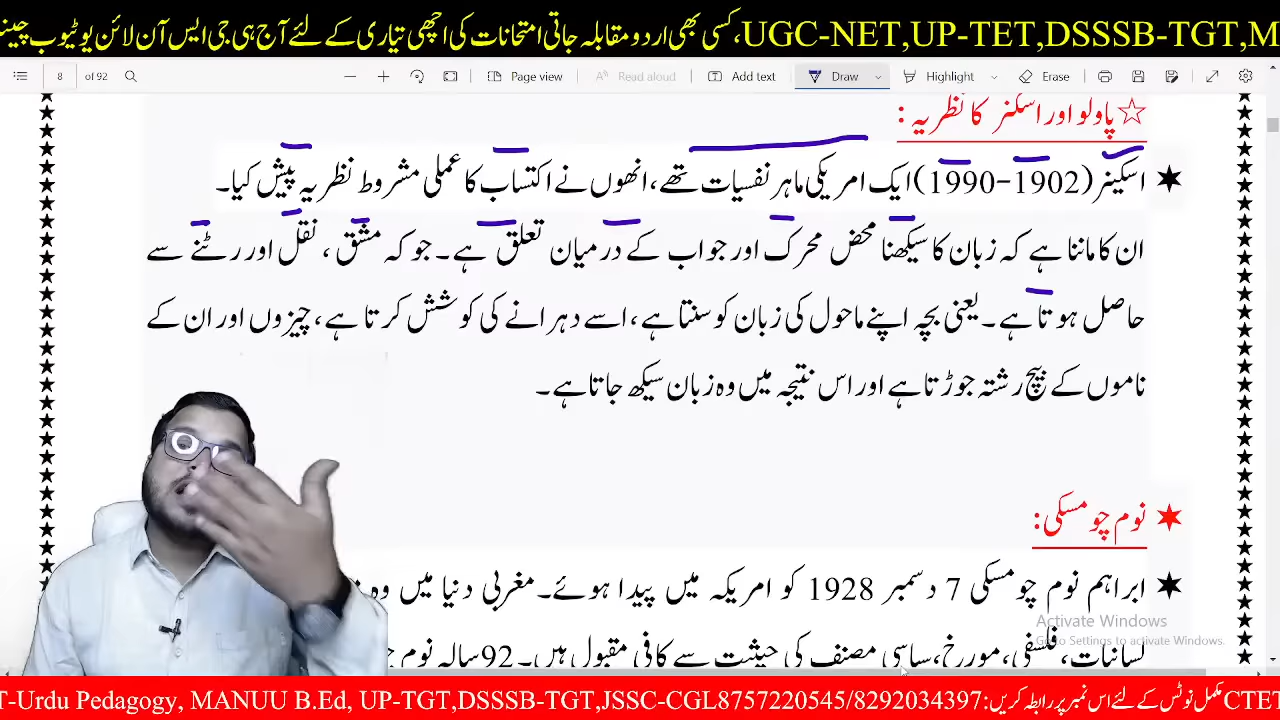 کسی بھی اردو مقابلہ جاتی امتحانات کی اچھی تیاری کے لئے آج ہی جی ایس آن لائن یوٹیوب چینل،UGC-NET,UP-TET,DSSSB-TGT,M
8 of 92 Page view Read aloud Add text Draw Highlight Erase
☆پاولو اور اسکنر کا نظریہ :
★ اسکینر (1902-1990) ایک امریکی ماہر نفسیات تھے، انھوں نے اکتساب کا عملی مشروط نظریہ پیش کیا۔
ان کا ماننا ہے کہ زبان کا سیکھنا محض محرک اور جواب کے درمیان تعلق ہے۔ جو کہ مشق ، نقل اور رٹنے سے
حاصل ہوتا ہے۔ یعنی بچہ اپنے ماحول کی زبان کو سنتا ہے، اسے دہرانے کی کوشش کرتا ہے، چیزوں اور ان کے
ناموں کے بیچ رشتہ جوڑتا ہے اور اس نتیجہ میں وہ زبان سیکھ جاتا ہے۔
★ نوم چومسکی:
★ ابراہم نوم چومسکی 7 دسمبر 1928 کو امریکہ میں پیدا ہوئے۔ مغربی دنیا میں وہ
لسانیات، فلسفی، مورخ، سیاسی مصنف کی حیثیت سے کافی مقبول ہیں۔ 92 سالہ نوم
Activate Windows
Go to Settings to activate Windows.
T-Urdu Pedagogy, MANUU B.Ed, UP-TGT,DSSSB-TGT,JSSC-CGL8757220545/8292034397:مکمل نوٹس کے لئے اس نمبر پر رابطہ کریں CTET